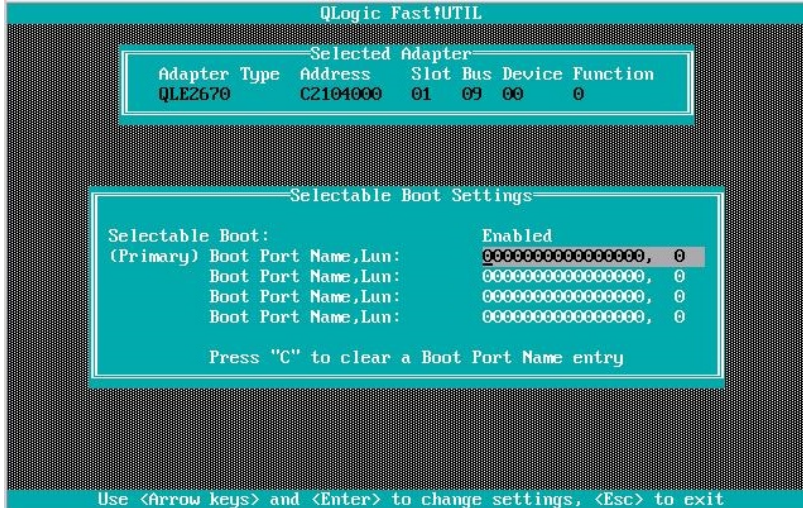 QLogic Fast!UTIL
Selected Adapter
Adapter Type Address Slot Bus Device Function
QLE2670 C2104000 01 09 00 0
Selectable Boot Settings
Selectable Boot: Enabled
(Primary) Boot Port Name,Lun: 0000000000000000, 0
Boot Port Name,Lun: 0000000000000000, 0
Boot Port Name,Lun: 0000000000000000, 0
Boot Port Name,Lun: 0000000000000000, 0
Press "C" to clear a Boot Port Name entry
Use <Arrow keys> and <Enter> to change settings, <Esc> to exit